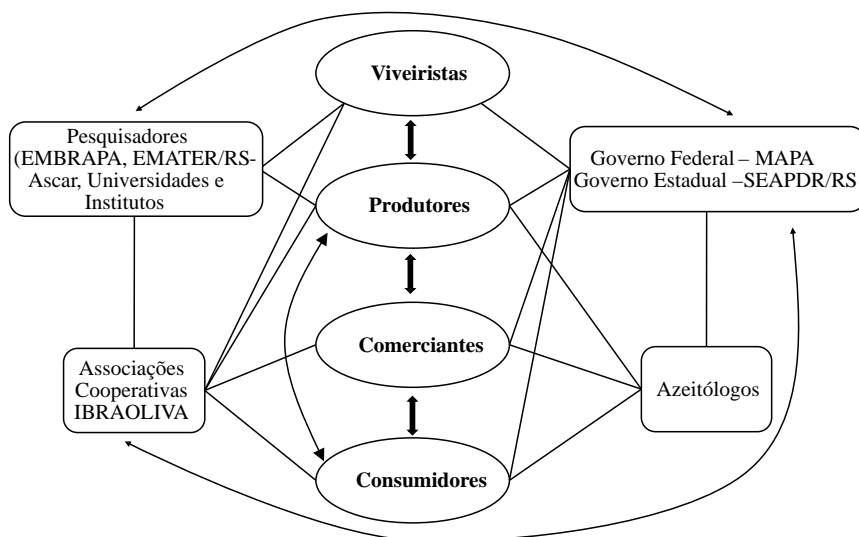 Viveiristas
Pesquisadores
(EMBRAPA, EMATER/RS-
Ascar, Universidades e
Institutos
Governo Federal – MAPA
Governo Estadual –SEAPDR/RS
Produtores
Comerciantes
Associações
Cooperativas
IBRAOLIVA
Azeitólogos
Consumidores